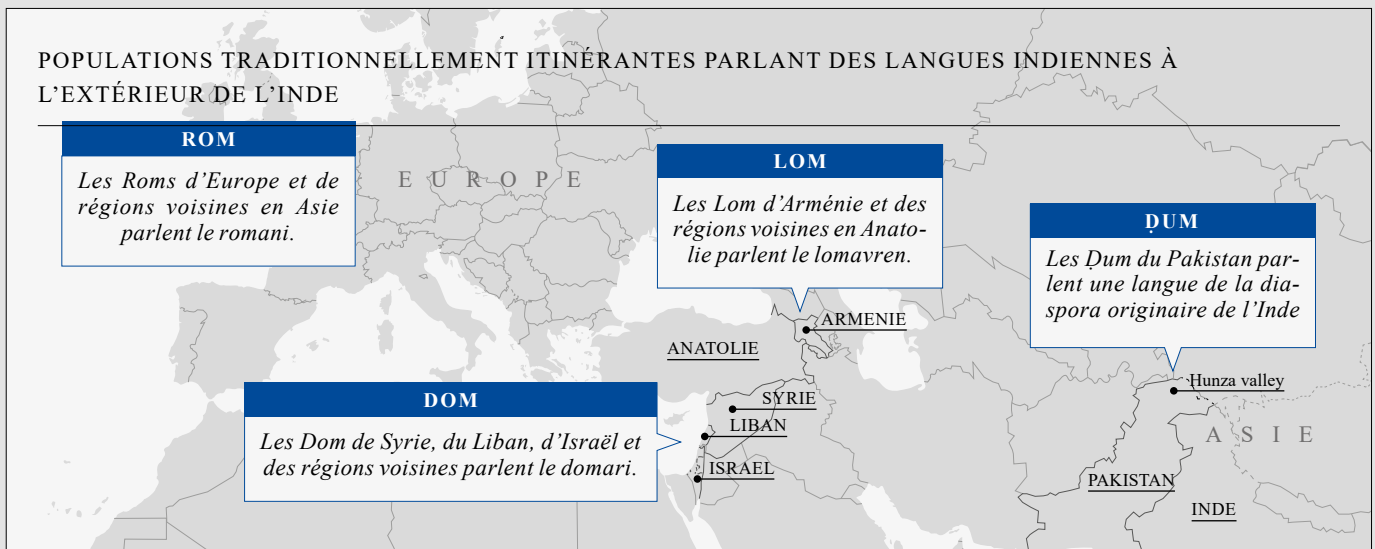 POPULATIONS TRADITIONNELLEMENT ITINÉRANTES PARLANT DES LANGUES INDIENNES À
L’EXTÉRIEUR DE L’INDE
ROM
Les Roms d’Europe et de
régions voisines en Asie
parlent le romani.
EUROPE
LOM
Les Lom d’Arménie et des
régions voisines en Anato-
lie parlent le lomavren.
ḌUM
Les Ḍum du Pakistan par-
lent une langue de la dia-
spora originaire de l’Inde
ARMENIE
ANATOLIE
Hunza valley
DOM
Les Dom de Syrie, du Liban, d’Israël et
des régions voisines parlent le domari.
SYRIE
LIBAN
ISRAEL
ASIE
PAKISTAN
INDE